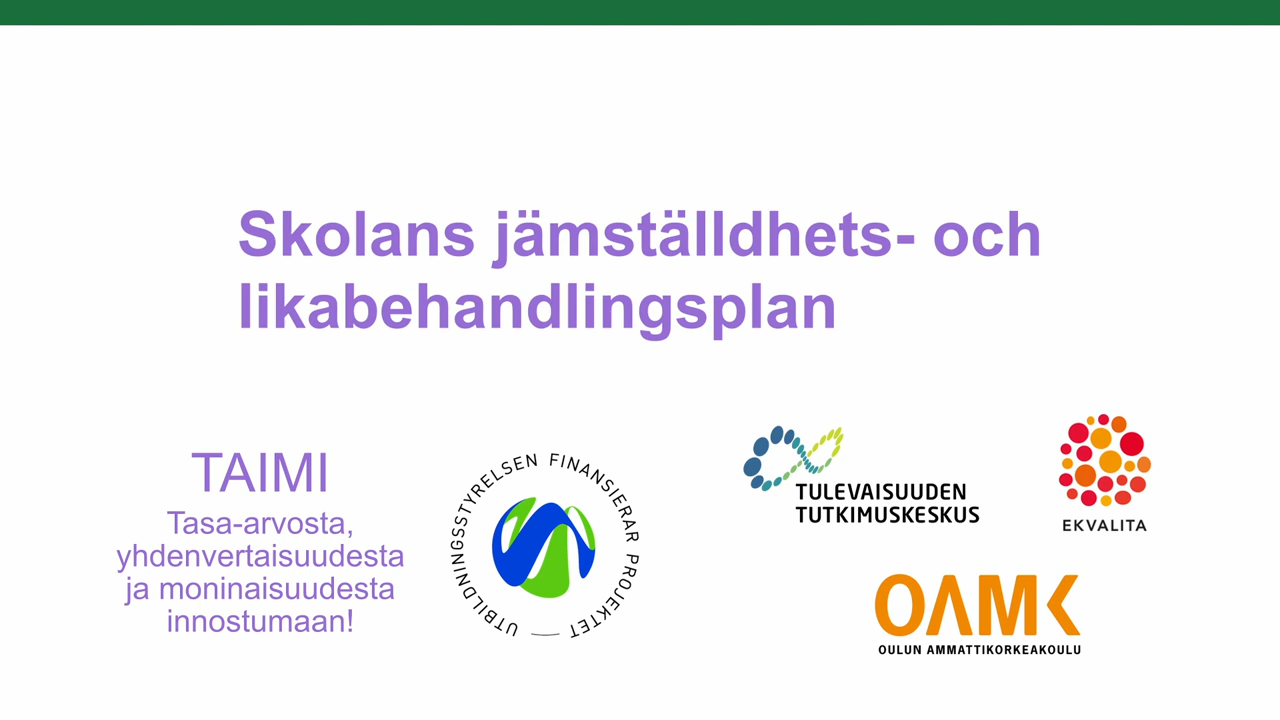 Skolans jämställdhets- och
likabehandlingsplan
TAIMI
Tasa-arvosta,
yhdenvertaisuudesta
ja moninaisuudesta
innostumaan!
UTBILDNINGSSTYRELSEN FINANSIERAR PROJEKTET
TULEVAISUUDEN
TUTKIMUSKESKUS
EKVALITA
OAMK
OULUN AMMATTIKORKEAKOULU